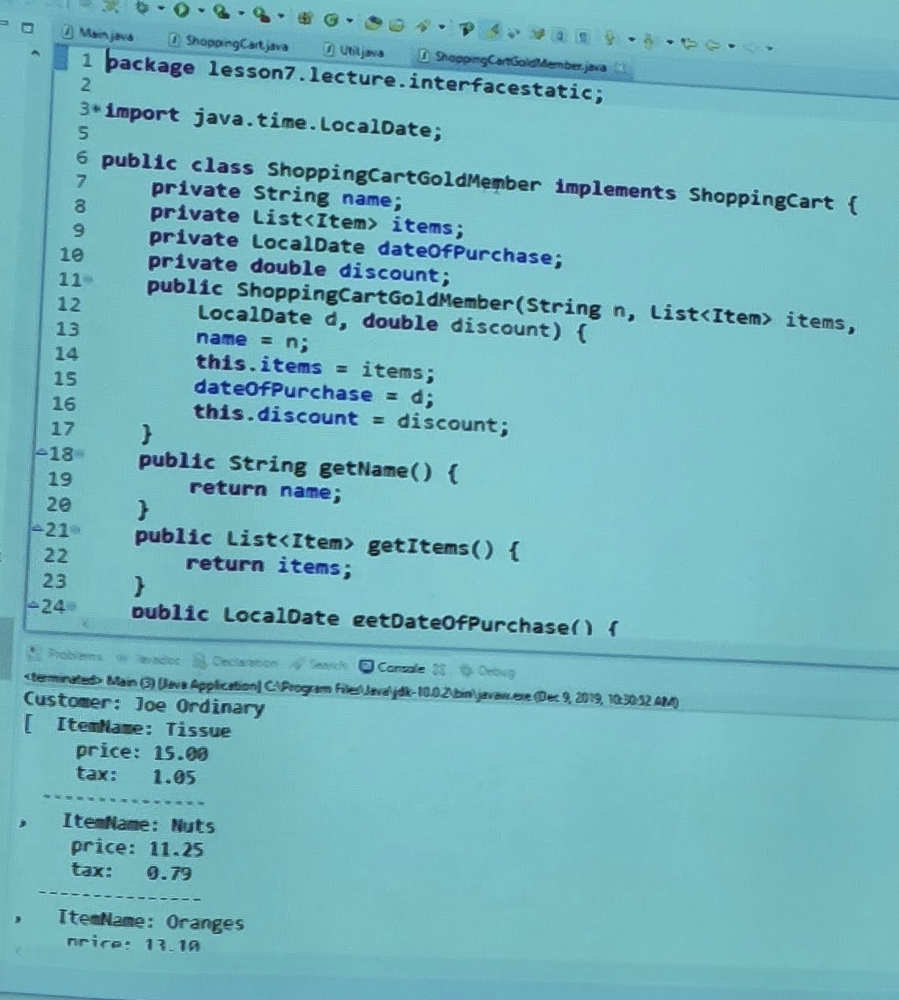 Main.java ShoppingCart.java Util.java ShoppingCartGoldMember.java
1 package lesson7.lecture.interfacestatic;
2
3 import java.time.LocalDate;
5
6 public class ShoppingCartGoldMember implements ShoppingCart {
7 private String name;
8 private List<Item> items;
9 private LocalDate dateOfPurchase;
10 private double discount;
11 public ShoppingCartGoldMember(String n, List<Item> items,
12 LocalDate d, double discount) {
13 name = n;
14 this.items = items;
15 dateOfPurchase = d;
16 this.discount = discount;
17 }
18 public String getName() {
19 return name;
20 }
21 public List<Item> getItems() {
22 return items;
23 }
24 public LocalDate getDateOfPurchase() {
Problems Javadoc Declaration Search Console Debug
<terminated> Main (3) [Java Application] C:\Program Files\Java\jdk-10.0.2\bin\javaw.exe (Dec 9, 2019, 10:30:12 AM)
Customer: Joe Ordinary
[ ItemName: Tissue
price: 15.00
tax: 1.05
---------------
, ItemName: Nuts
price: 11.25
tax: 0.79
---------------
, ItemName: Oranges
price: 13.10